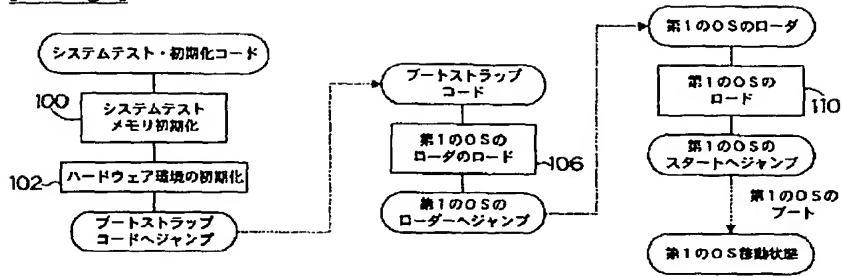 システムテスト・初期化コード
100
システムテスト
メモリ初期化
102
ハードウェア環境の初期化
ブートストラップ
コードへジャンプ
ブートストラップ
コード
第1のOSの
ローダのロード
106
第1のOSの
ローダーへジャンプ
第1のOSのローダ
第1のOSの
ロード
110
第1のOSの
スタートへジャンプ
第1のOSの
ブート
第1のOS稼動状態